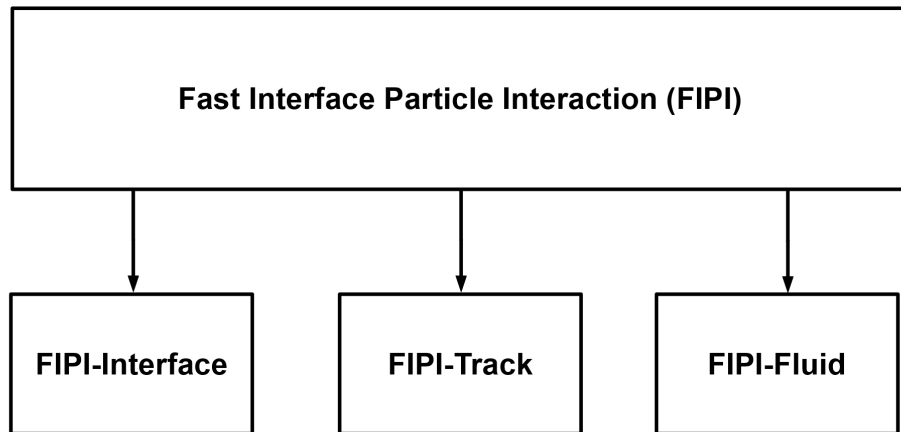 Fast Interface Particle Interaction (FIPI)
FIPI-Interface
FIPI-Track
FIPI-Fluid